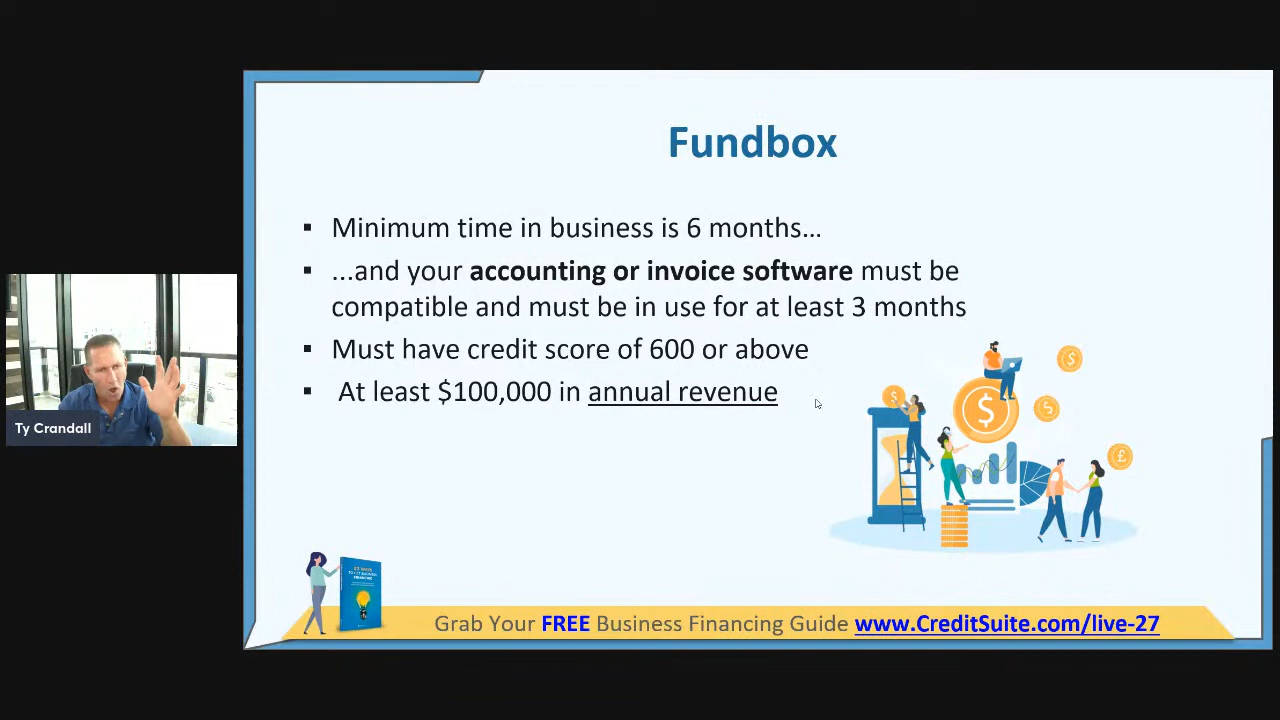 Fundbox
▪ Minimum time in business is 6 months…
▪ ...and your accounting or invoice software must be
compatible and must be in use for at least 3 months
▪ Must have credit score of 600 or above
▪ At least $100,000 in annual revenue
Ty Crandall
Grab Your FREE Business Financing Guide www.CreditSuite.com/live-27